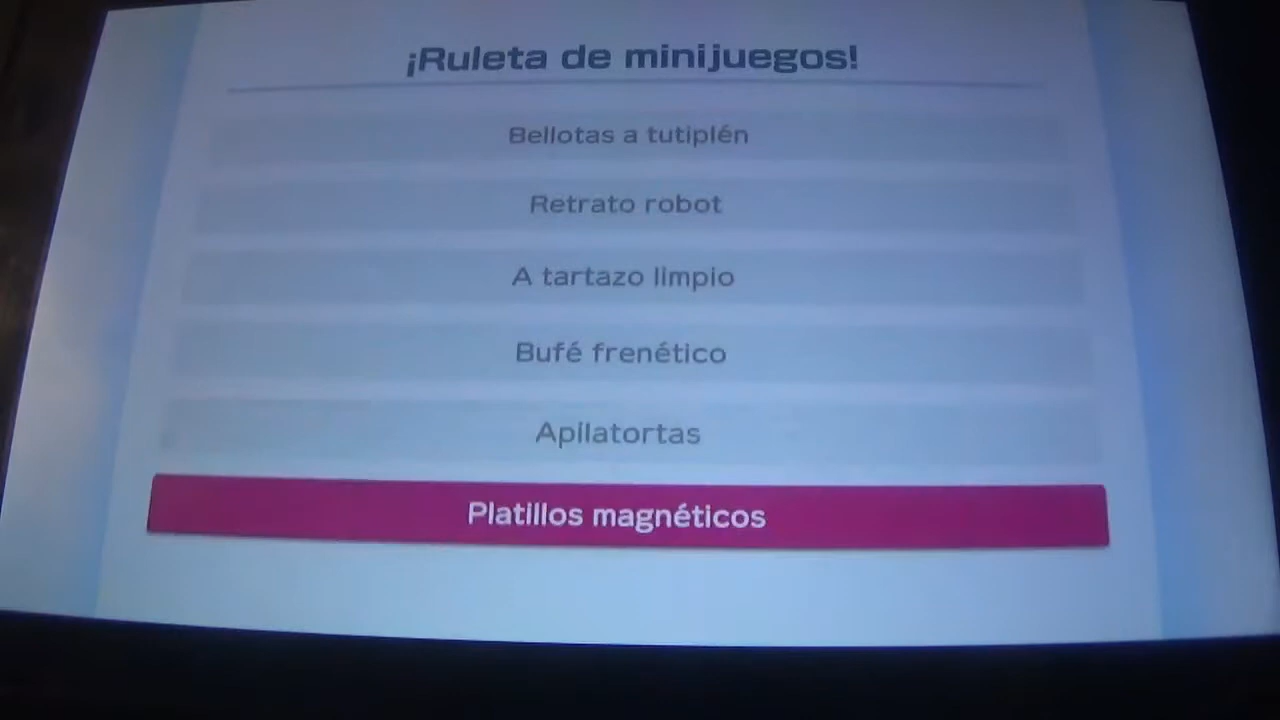 ¡Ruleta de minijuegos!
Bellotas a tutiplén
Retrato robot
A tartazo limpio
Bufé frenético
Apilatortas
Platillos magnéticos